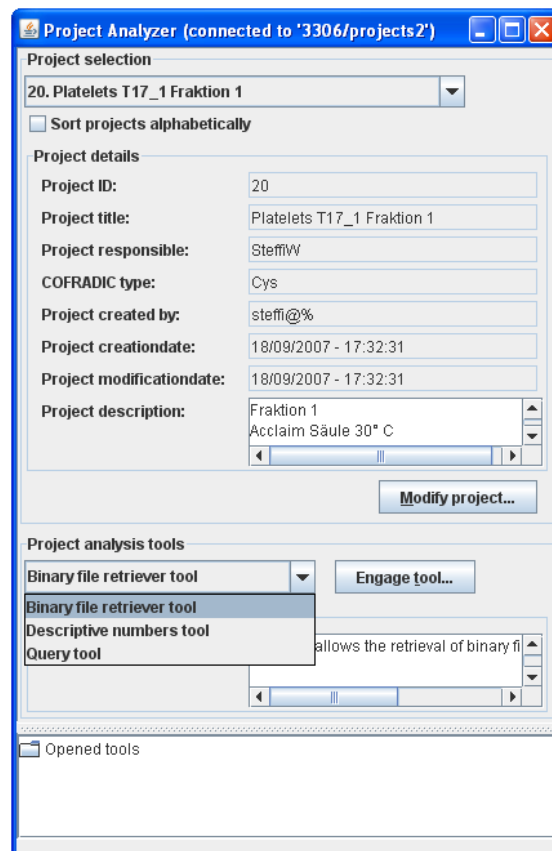 Project Analyzer (connected to '3306/projects2')
Project selection
20. Platelets T17_1 Fraktion 1
Sort projects alphabetically
Project details
Project ID: 20
Project title: Platelets T17_1 Fraktion 1
Project responsible: SteffiW
COFRADIC type: Cys
Project created by: steffi@%
Project creationdate: 18/09/2007 - 17:32:31
Project modificationdate: 18/09/2007 - 17:32:31
Project description: Fraktion 1
Acclaim Säule 30° C
Modify project...
Project analysis tools
Binary file retriever tool Engage tool...
Binary file retriever tool
Descriptive numbers tool
Query tool
allows the retrieval of binary fi
Opened tools